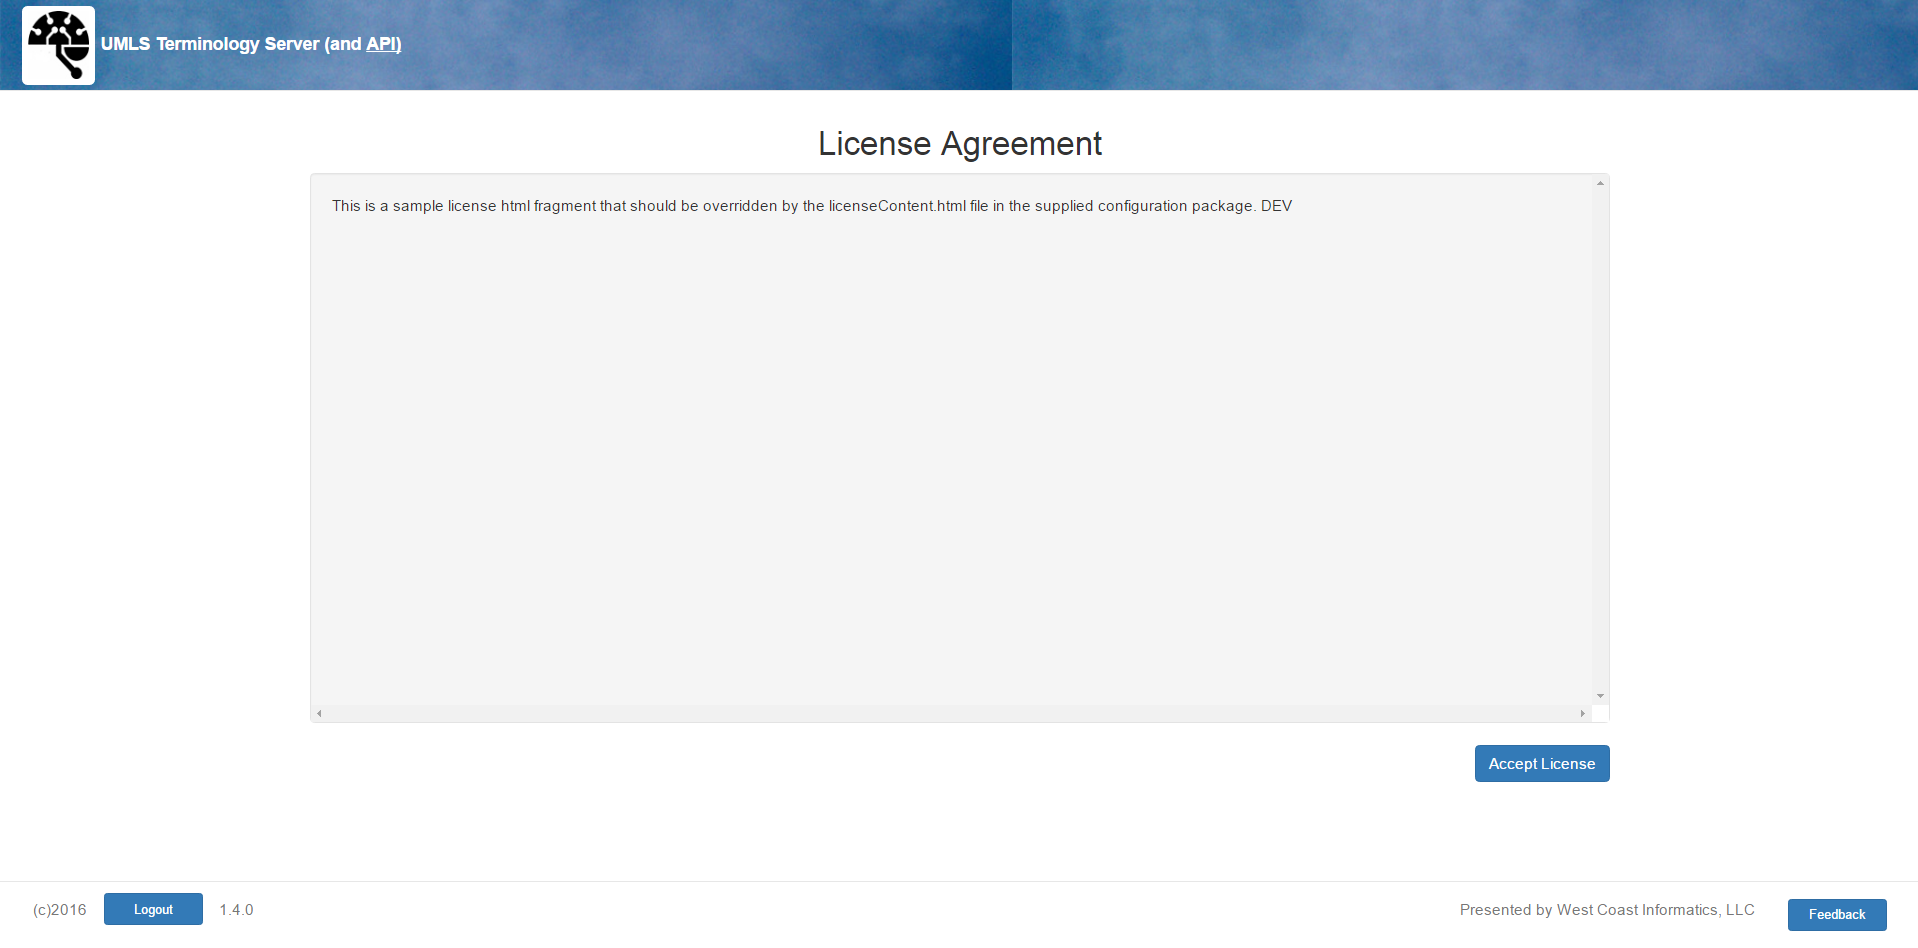 UMLS Terminology Server (and API)
License Agreement
This is a sample license html fragment that should be overridden by the licenseContent.html file in the supplied configuration package. DEV
Accept License
(c)2016 Logout 1.4.0 Presented by West Coast Informatics, LLC Feedback